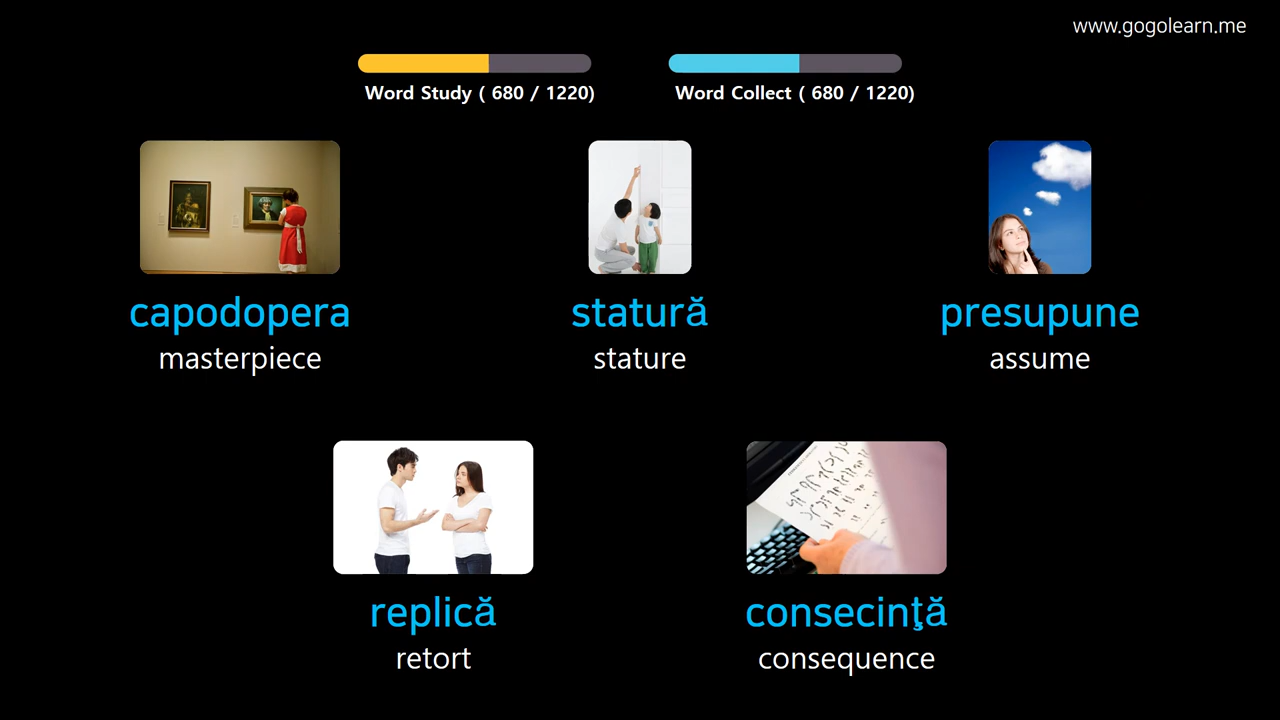 www.gogolearn.me
Word Study ( 680 / 1220)
Word Collect ( 680 / 1220)
capodopera
masterpiece
statură
stature
presupune
assume
replică
retort
consecinţă
consequence